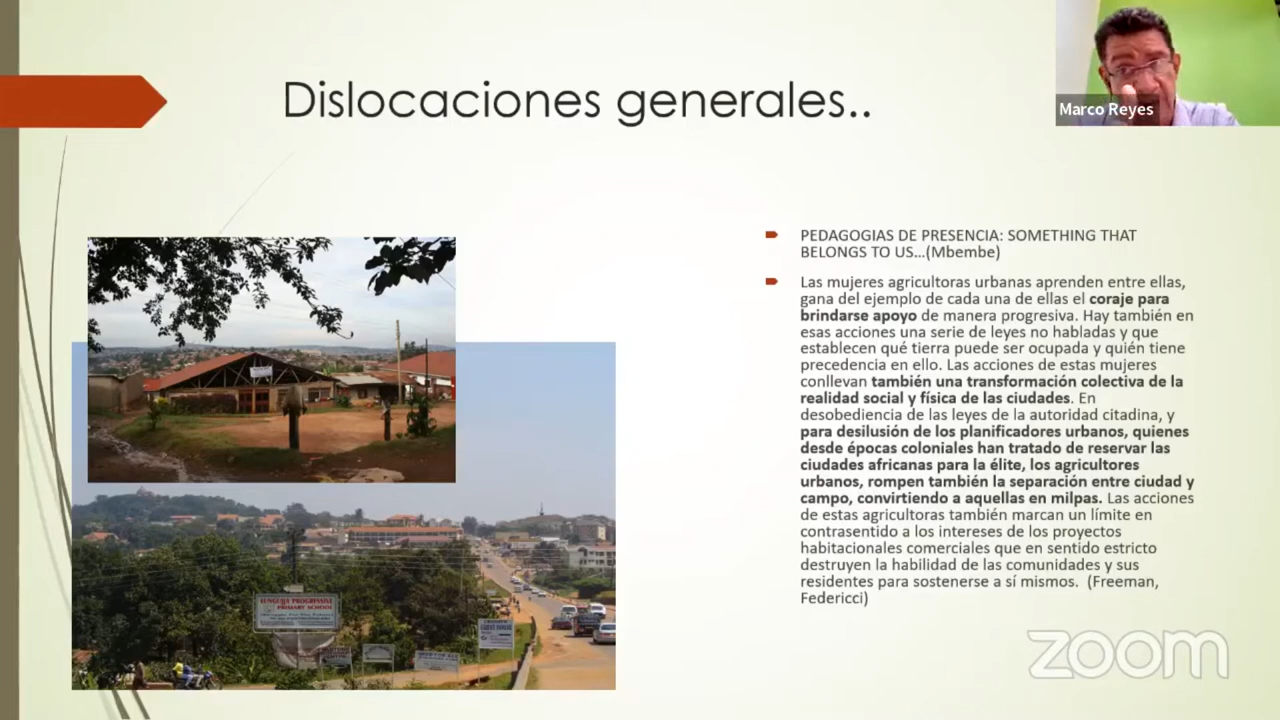 Dislocaciones generales..
Marco Reyes
PEDAGOGIAS DE PRESENCIA: SOMETHING THAT
BELONGS TO US…(Mbembe)
Las mujeres agricultoras urbanas aprenden entre ellas,
gana del ejemplo de cada una de ellas el coraje para
brindarse apoyo de manera progresiva. Hay también en
esas acciones una serie de leyes no habladas y que
establecen qué tierra puede ser ocupada y quién tiene
precedencia en ello. Las acciones de estas mujeres
conllevan también una transformación colectiva de la
realidad social y física de las ciudades. En
desobediencia de las leyes de la autoridad citadina, y
para desilusión de los planificadores urbanos, quienes
desde épocas coloniales han tratado de reservar las
ciudades africanas para la élite, los agricultores
urbanos, rompen también la separación entre ciudad y
campo, convirtiendo a aquellas en milpas. Las acciones
de estas agricultoras también marcan un límite en
contrasentido a los intereses de los proyectos
habitacionales comerciales que en sentido estricto
destruyen la habilidad de las comunidades y sus
residentes para sostenerse a sí mismos. (Freeman,
Federicci)
PROGRESSIVE
PRIMARY SCHOOL
zoom